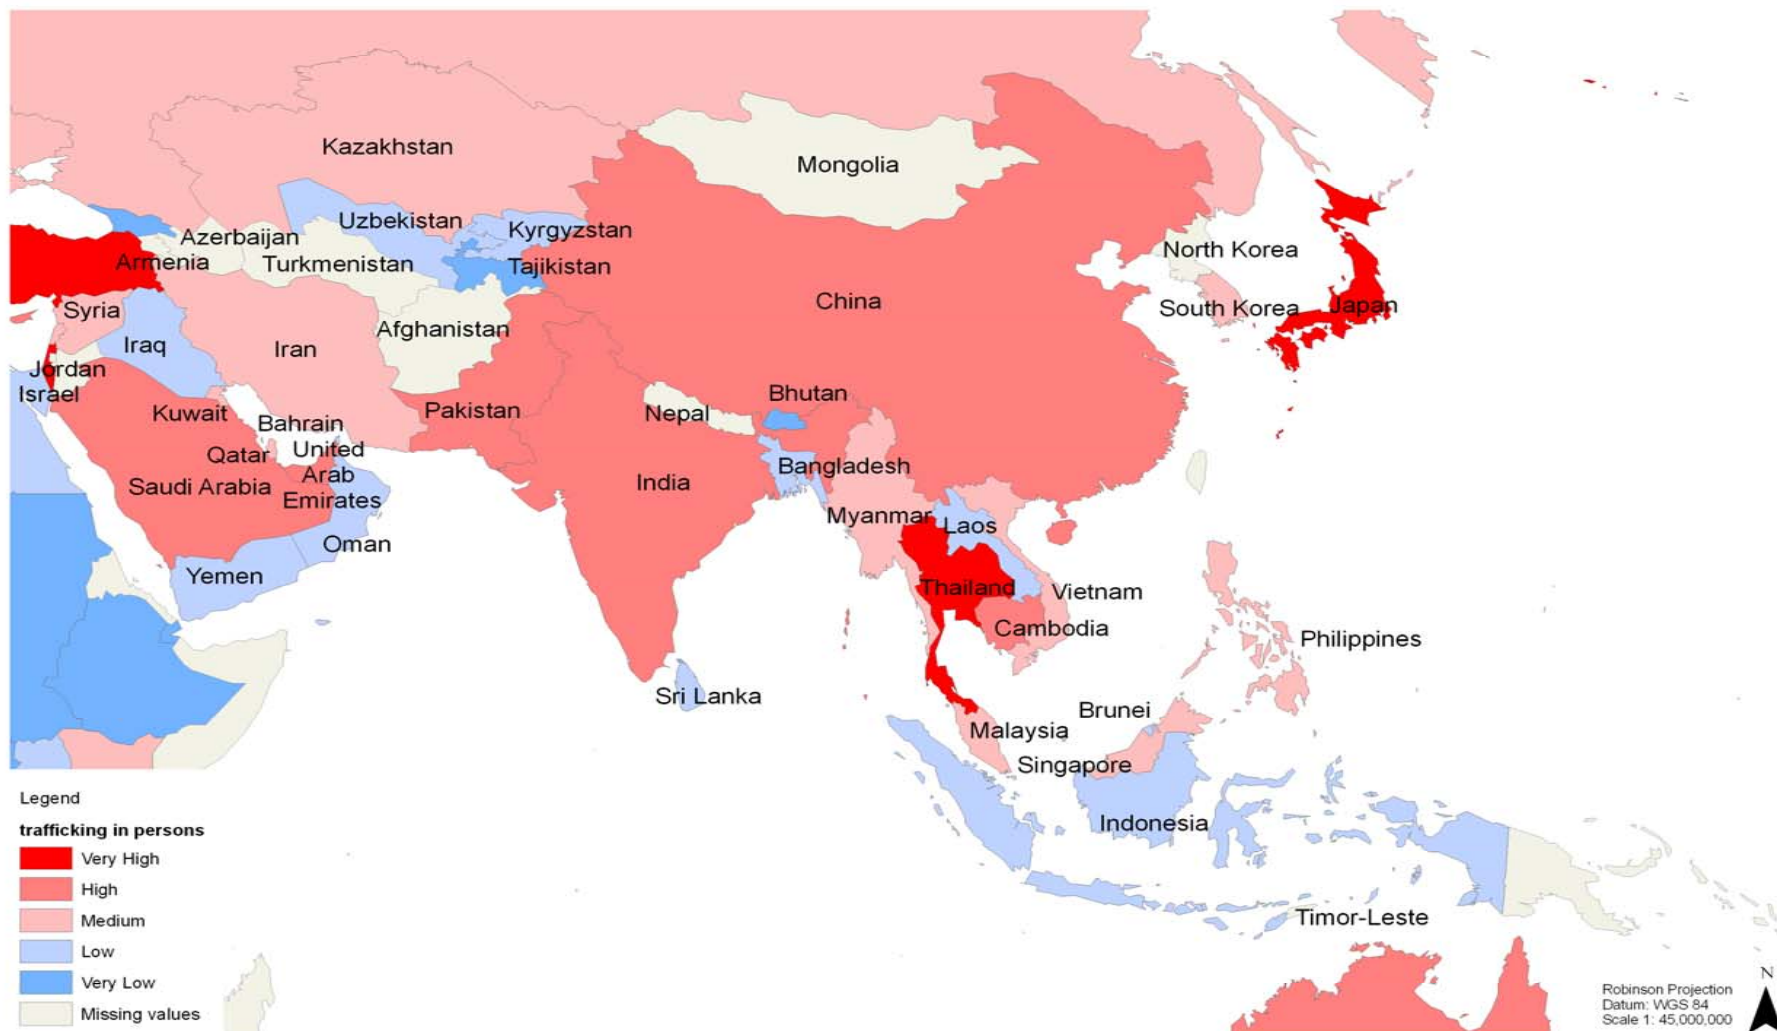 Kazakhstan
Mongolia
Uzbekistan
Kyrgyzstan
Azerbaijan
North Korea
Armenia
Turkmenistan
Tajikistan
Syria
China
South Korea
Japan
Afghanistan
Iraq
Iran
Jordan
Israel
Bhutan
Kuwait
Pakistan
Nepal
Bahrain
Qatar
United
Arab
Emirates
Saudi Arabia
India
Bangladesh
Myanmar
Laos
Oman
Yemen
Thailand
Vietnam
Cambodia
Philippines
Sri Lanka
Brunei
Malaysia
Singapore
Indonesia
Timor-Leste
Legend
trafficking in persons
Very High
High
Medium
Low
Very Low
Missing values
N
Robinson Projection
Datum: WGS 84
Scale 1: 45,000,000